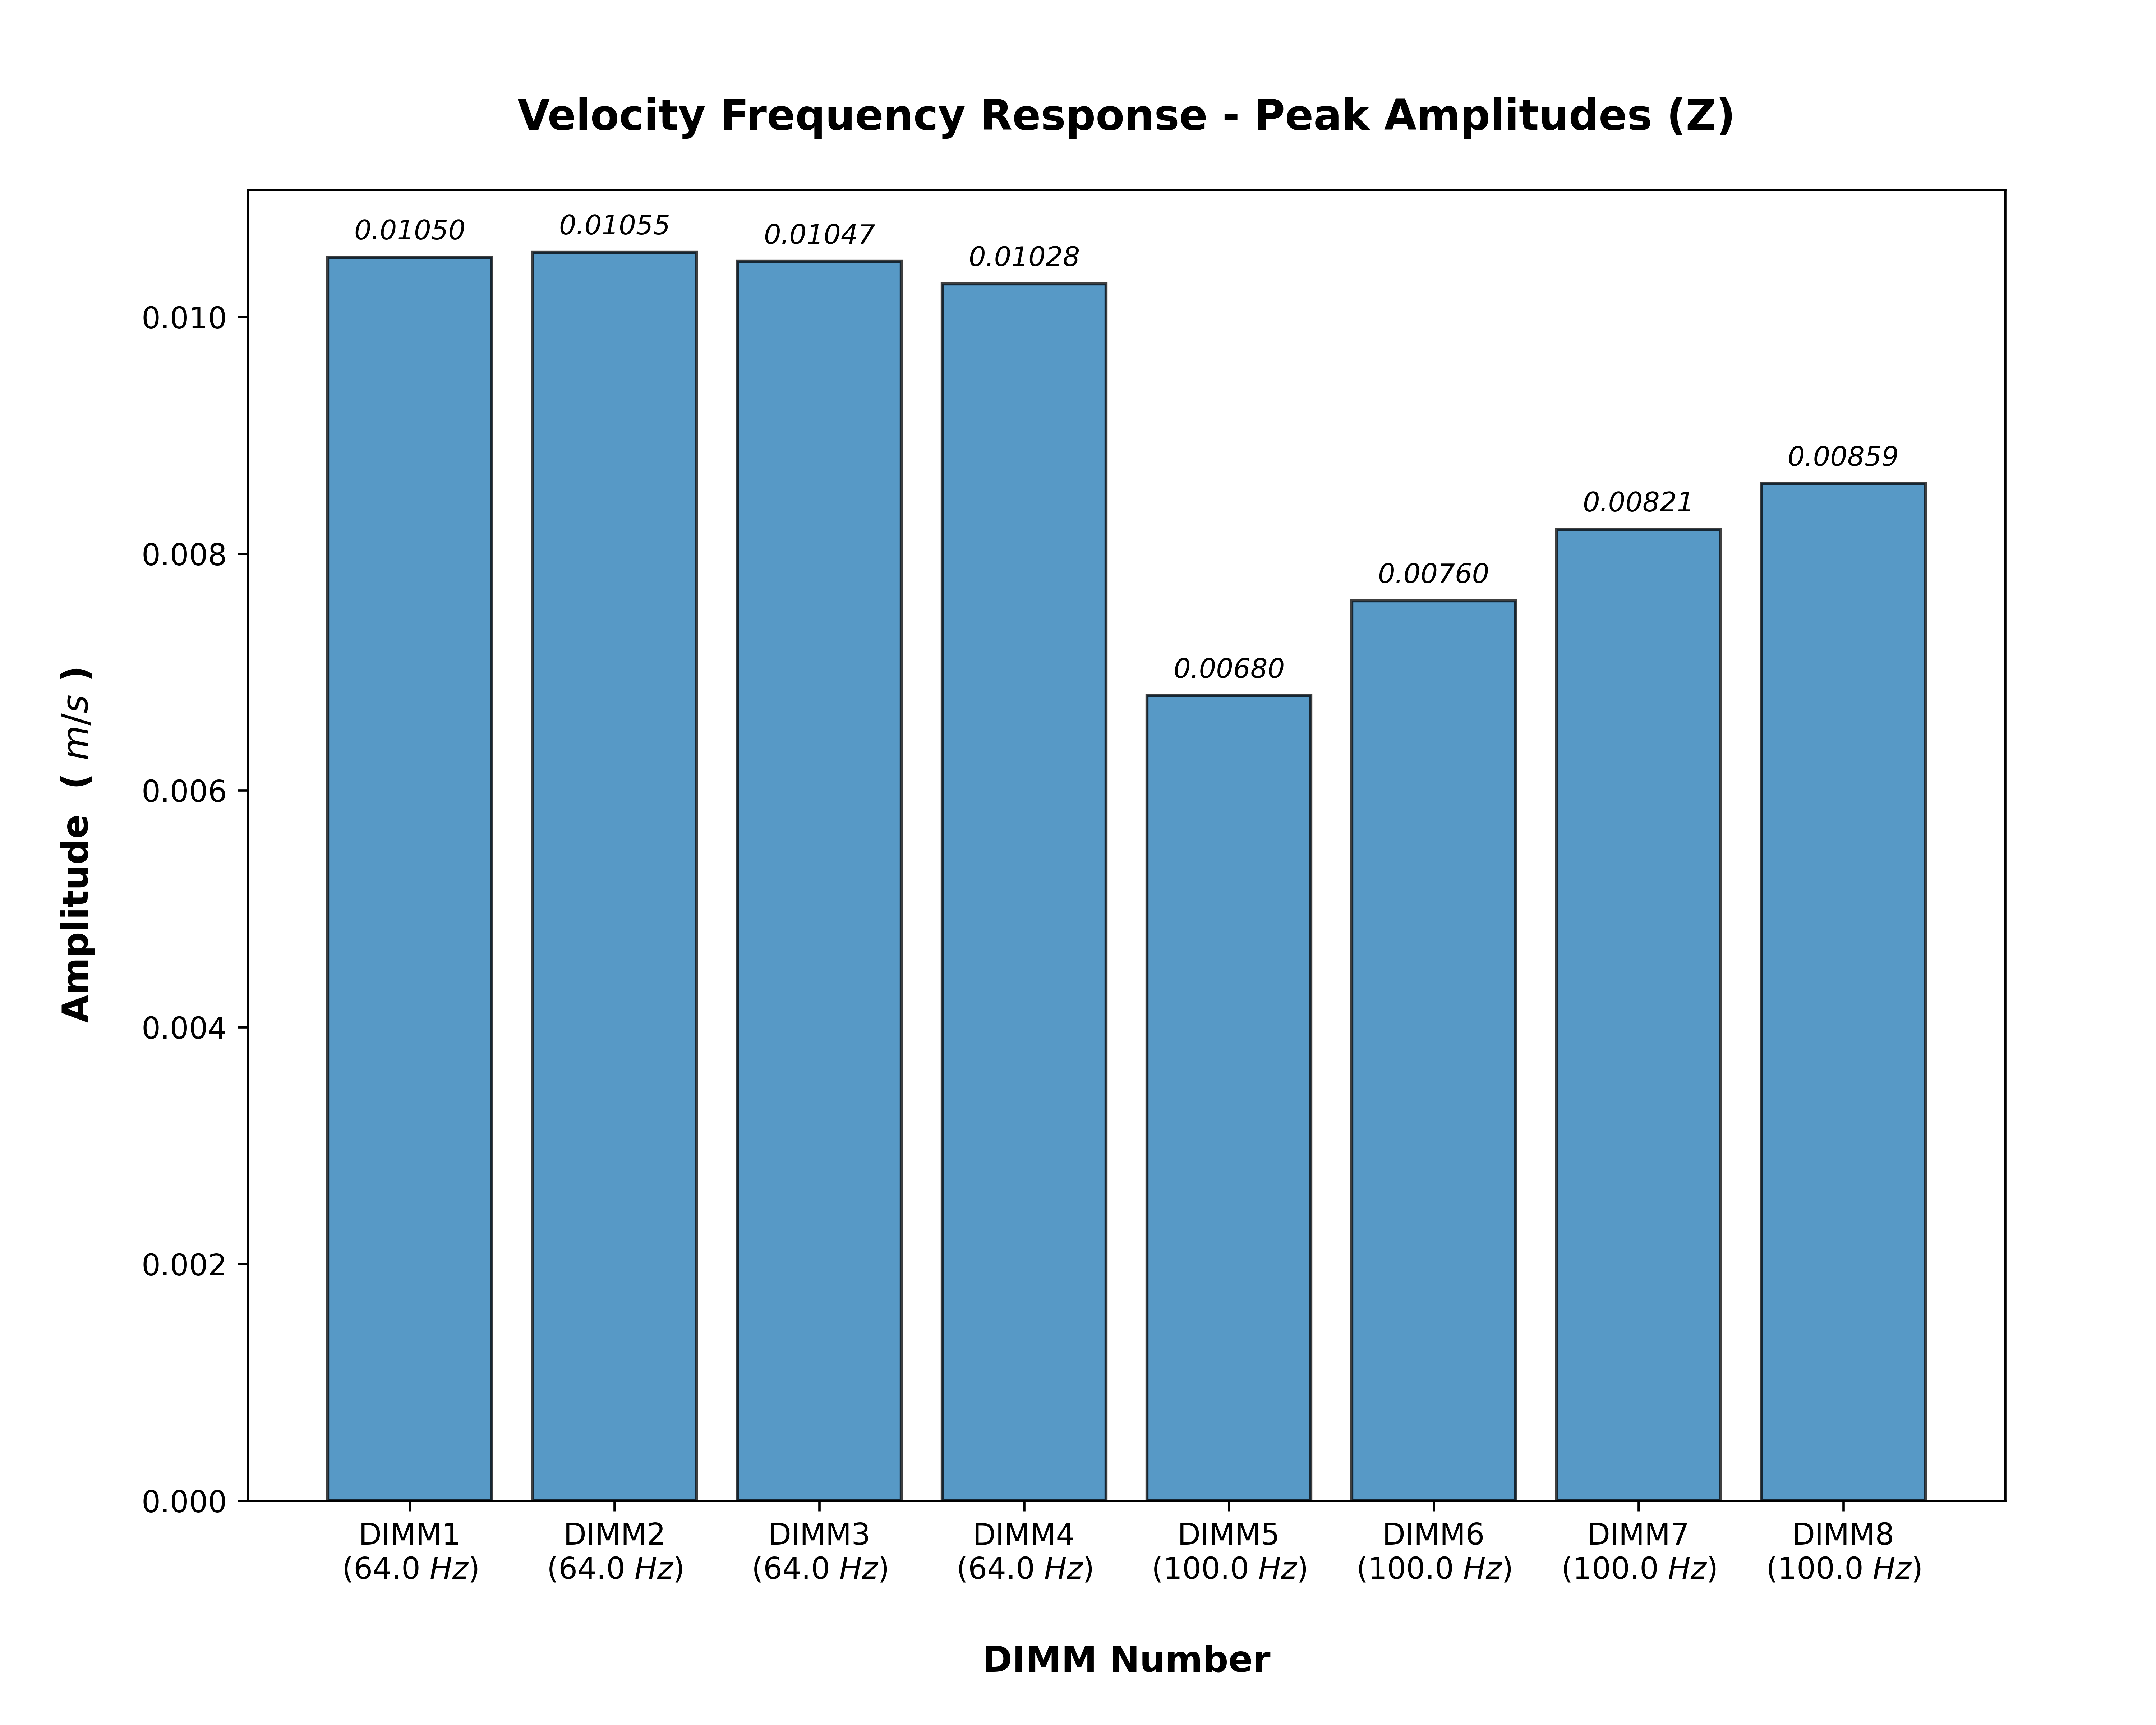 Velocity Frequency Response - Peak Amplitudes (Z)
0.01050
0.01055
0.01047
0.01028
0.00680
0.00760
0.00821
0.00859
0.010
0.008
0.006
0.004
0.002
0.000
Amplitude ( m/s )
DIMM1
(64.0 Hz)
DIMM2
(64.0 Hz)
DIMM3
(64.0 Hz)
DIMM4
(64.0 Hz)
DIMM5
(100.0 Hz)
DIMM6
(100.0 Hz)
DIMM7
(100.0 Hz)
DIMM8
(100.0 Hz)
DIMM Number